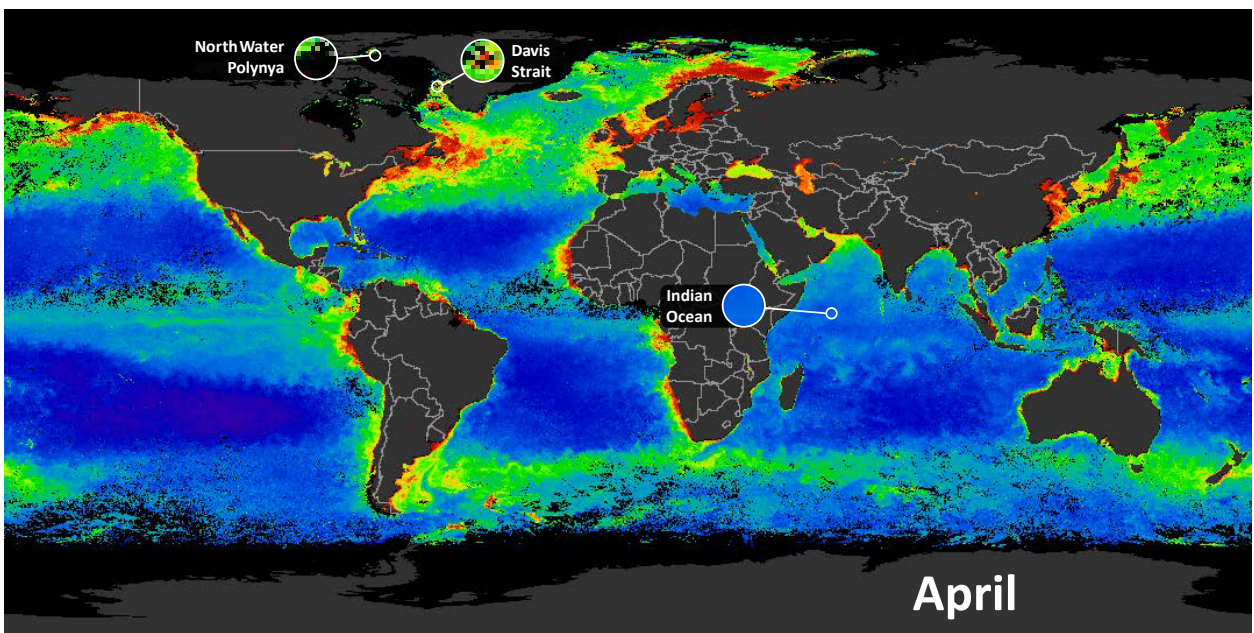 North Water
Polynya
Davis
Strait
Indian
Ocean
April